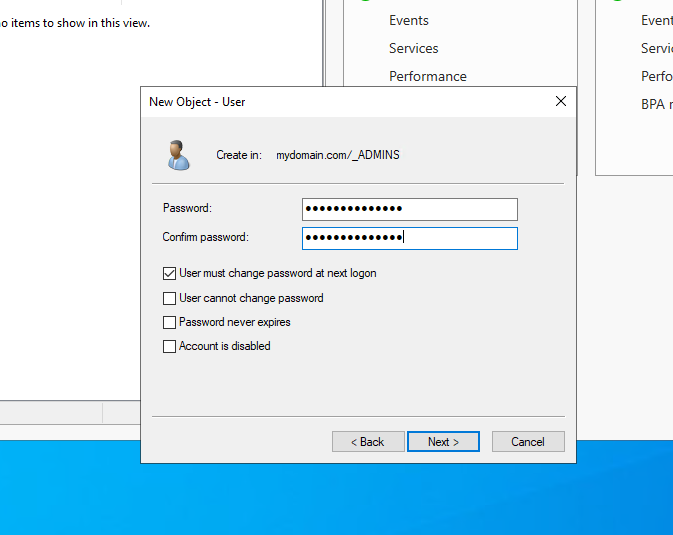 o items to show in this view.
Events
Services
Performance
Event
Servi
Perfo
BPA r
New Object - User
Create in: mydomain.com/_ADMINS
Password: ●●●●●●●●●●●●●●
Confirm password: ●●●●●●●●●●●●●●
User must change password at next logon
User cannot change password
Password never expires
Account is disabled
< Back Next > Cancel